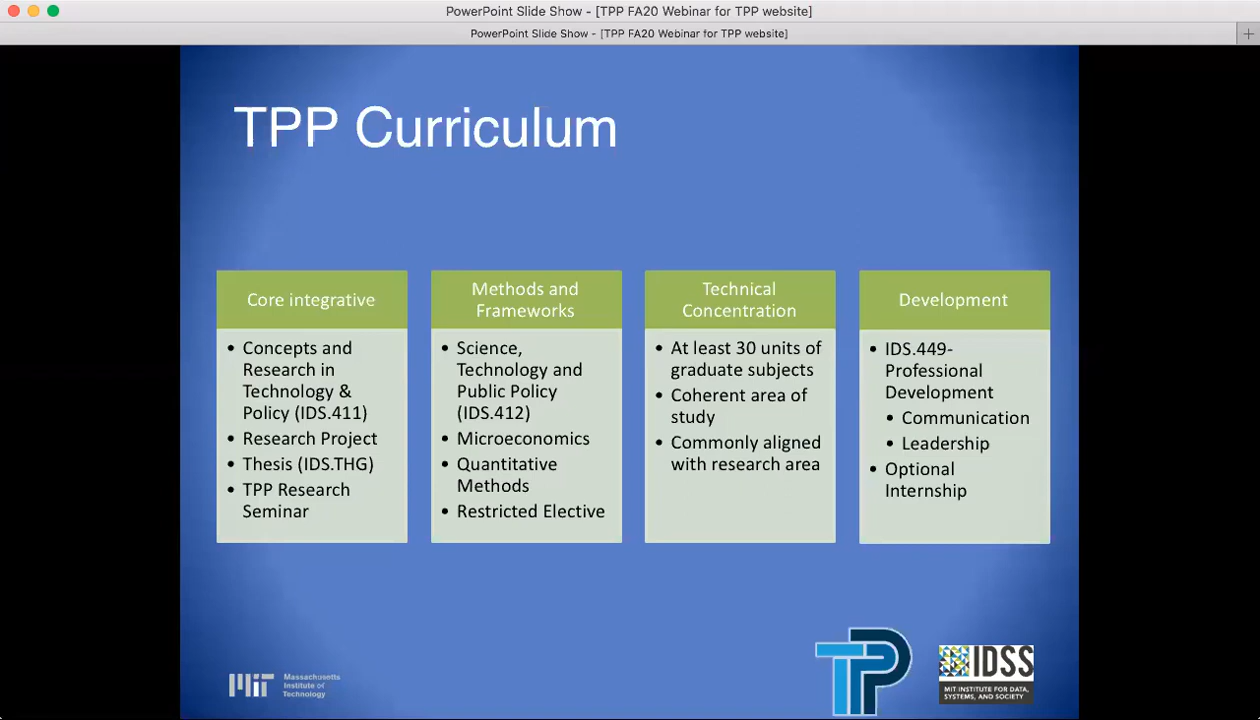 PowerPoint Slide Show - [TPP FA20 Webinar for TPP website]
PowerPoint Slide Show - [TPP FA20 Webinar for TPP website]
TPP Curriculum
Core integrative
• Concepts and
Research in
Technology &
Policy (IDS.411)
• Research Project
• Thesis (IDS.THG)
• TPP Research
Seminar
Methods and
Frameworks
• Science,
Technology and
Public Policy
(IDS.412)
• Microeconomics
• Quantitative
Methods
• Restricted Elective
Technical
Concentration
• At least 30 units of
graduate subjects
• Coherent area of
study
• Commonly aligned
with research area
Development
• IDS.449-
Professional
Development
• Communication
• Leadership
• Optional
Internship
MIT
Massachusetts
Institute of
Technology
TPP
IDSS
MIT INSTITUTE FOR DATA,
SYSTEMS, AND SOCIETY